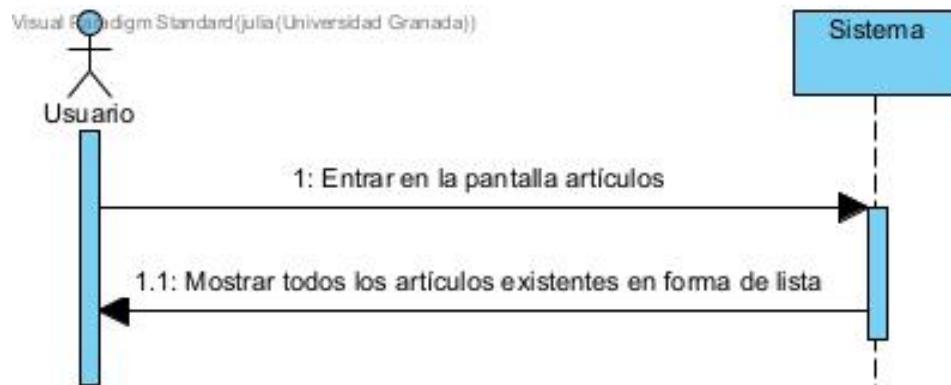 Visual Paradigm Standard(julia(Universidad Granada))
Sistema
Usuario
1: Entrar en la pantalla artículos
1.1: Mostrar todos los artículos existentes en forma de lista